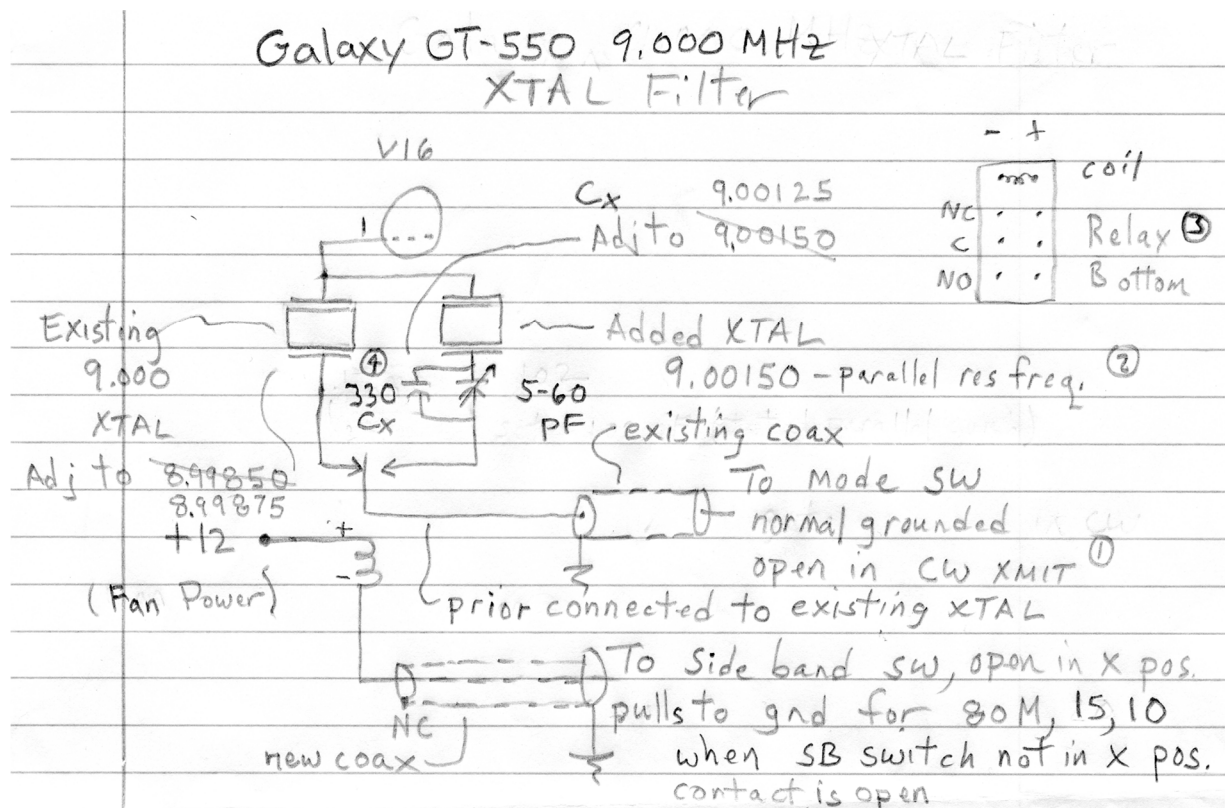 Galaxy GT-550 9.000 MHz
XTAL Filter
V16
1
Cx 9.00125
Adj to 9.00150
- +
coil
NC
C Relax ③
NO Bottom
Existing
9.000
XTAL
Adj to 8.99850
8.99875
④
330
Cx
5-60
pF
Added XTAL
9.00150 - parallel res freq. ②
existing coax
To Mode SW
normal grounded
open in CW XMIT ①
+12
(Fan Power)
+
-
prior connected to existing XTAL
NC
new coax
To Side band sw, open in X pos.
pulls to gnd for 80M, 15, 10
when SB switch not in X pos.
contact is open